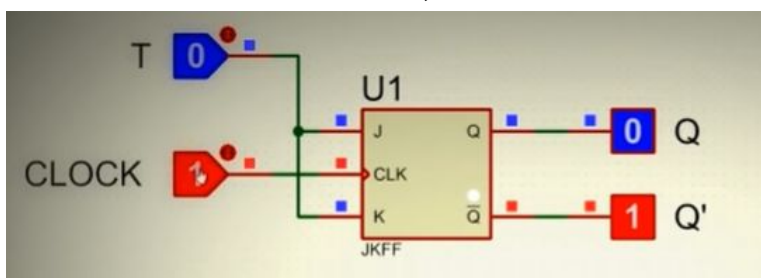 T 0
U1
J Q 0 Q
CLOCK 1 CLK
K Q 1 Q'
JKFF